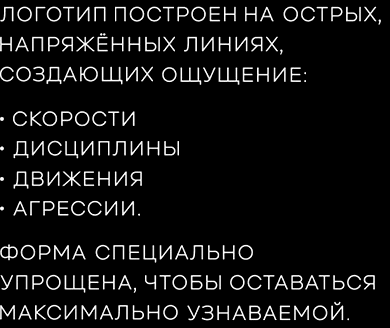 ЛОГОТИП ПОСТРОЕН НА ОСТРЫХ,
НАПРЯЖЁННЫХ ЛИНИЯХ,
СОЗДАЮЩИХ ОЩУЩЕНИЕ:
• СКОРОСТИ
• ДИСЦИПЛИНЫ
• ДВИЖЕНИЯ
• АГРЕССИИ.
ФОРМА СПЕЦИАЛЬНО
УПРОЩЕНА, ЧТОБЫ ОСТАВАТЬСЯ
МАКСИМАЛЬНО УЗНАВАЕМОЙ.